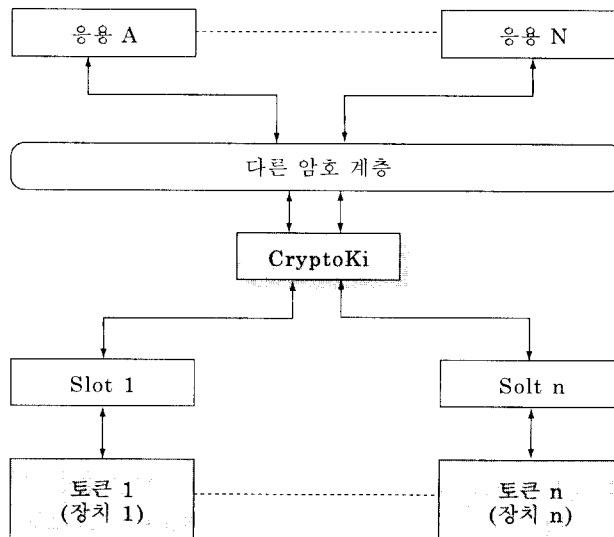 응용 A
응용 N
다른 암호 계층
CryptoKi
Slot 1
Solt n
토큰 1
(장치 1)
토큰 n
(장치 n)